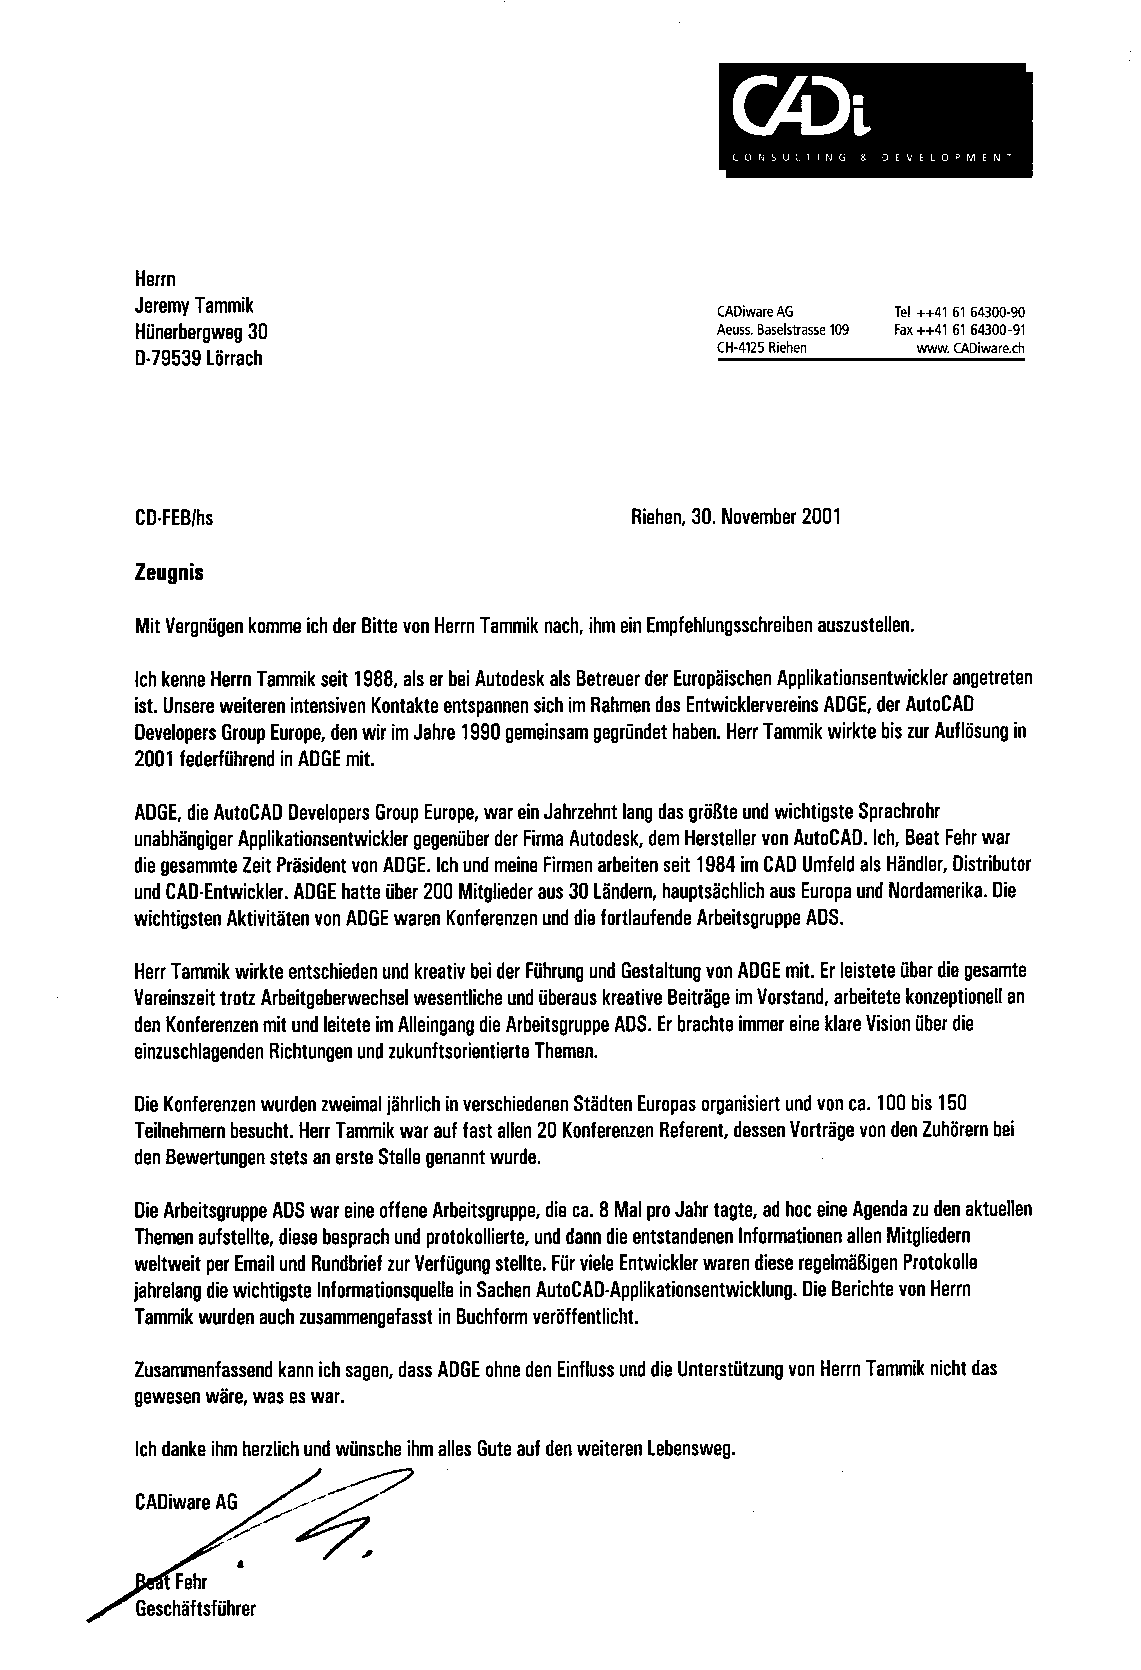 CADi
CONSULTING & DEVELOPMENT
Herrn
Jeremy Tammik
Hünerbergweg 30
D-79539 Lörrach
CADiware AG Tel ++41 61 64300-90
Aeuss. Baselstrasse 109 Fax ++41 61 64300-91
CH-4125 Riehen www.CADiware.ch
CD-FEB/hs Riehen, 30. November 2001
Zeugnis
Mit Vergnügen komme ich der Bitte von Herrn Tammik nach, ihm ein Empfehlungsschreiben auszustellen.
Ich kenne Herrn Tammik seit 1988, als er bei Autodesk als Betreuer der Europäischen Applikationsentwickler angetreten
ist. Unsere weiteren intensiven Kontakte entspannen sich im Rahmen des Entwicklervereins ADGE, der AutoCAD
Developers Group Europe, den wir im Jahre 1990 gemeinsam gegründet haben. Herr Tammik wirkte bis zur Auflösung in
2001 federführend in ADGE mit.
ADGE, die AutoCAD Developers Group Europe, war ein Jahrzehnt lang das größte und wichtigste Sprachrohr
unabhängiger Applikationsentwickler gegenüber der Firma Autodesk, dem Hersteller von AutoCAD. Ich, Beat Fehr war
die gesammte Zeit Präsident von ADGE. Ich und meine Firmen arbeiten seit 1984 im CAD Umfeld als Händler, Distributor
und CAD-Entwickler. ADGE hatte über 200 Mitglieder aus 30 Ländern, hauptsächlich aus Europa und Nordamerika. Die
wichtigsten Aktivitäten von ADGE waren Konferenzen und die fortlaufende Arbeitsgruppe ADS.
Herr Tammik wirkte entschieden und kreativ bei der Führung und Gestaltung von ADGE mit. Er leistete über die gesamte
Vereinszeit trotz Arbeitgeberwechsel wesentliche und überaus kreative Beiträge im Vorstand, arbeitete konzeptionell an
den Konferenzen mit und leitete im Alleingang die Arbeitsgruppe ADS. Er brachte immer eine klare Vision über die
einzuschlagenden Richtungen und zukunftsorientierte Themen.
Die Konferenzen wurden zweimal jährlich in verschiedenen Städten Europas organisiert und von ca. 100 bis 150
Teilnehmern besucht. Herr Tammik war auf fast allen 20 Konferenzen Referent, dessen Vorträge von den Zuhörern bei
den Bewertungen stets an erste Stelle genannt wurde.
Die Arbeitsgruppe ADS war eine offene Arbeitsgruppe, die ca. 8 Mal pro Jahr tagte, ad hoc eine Agenda zu den aktuellen
Themen aufstellte, diese besprach und protokollierte, und dann die entstandenen Informationen allen Mitgliedern
weltweit per Email und Rundbrief zur Verfügung stellte. Für viele Entwickler waren diese regelmäßigen Protokolle
jahrelang die wichtigste Informationsquelle in Sachen AutoCAD-Applikationsentwicklung. Die Berichte von Herrn
Tammik wurden auch zusammengefasst in Buchform veröffentlicht.
Zusammenfassend kann ich sagen, dass ADGE ohne den Einfluss und die Unterstützung von Herrn Tammik nicht das
gewesen wäre, was es war.
Ich danke ihm herzlich und wünsche ihm alles Gute auf den weiteren Lebensweg.
CADiware AG
Beat Fehr
Geschäftsführer